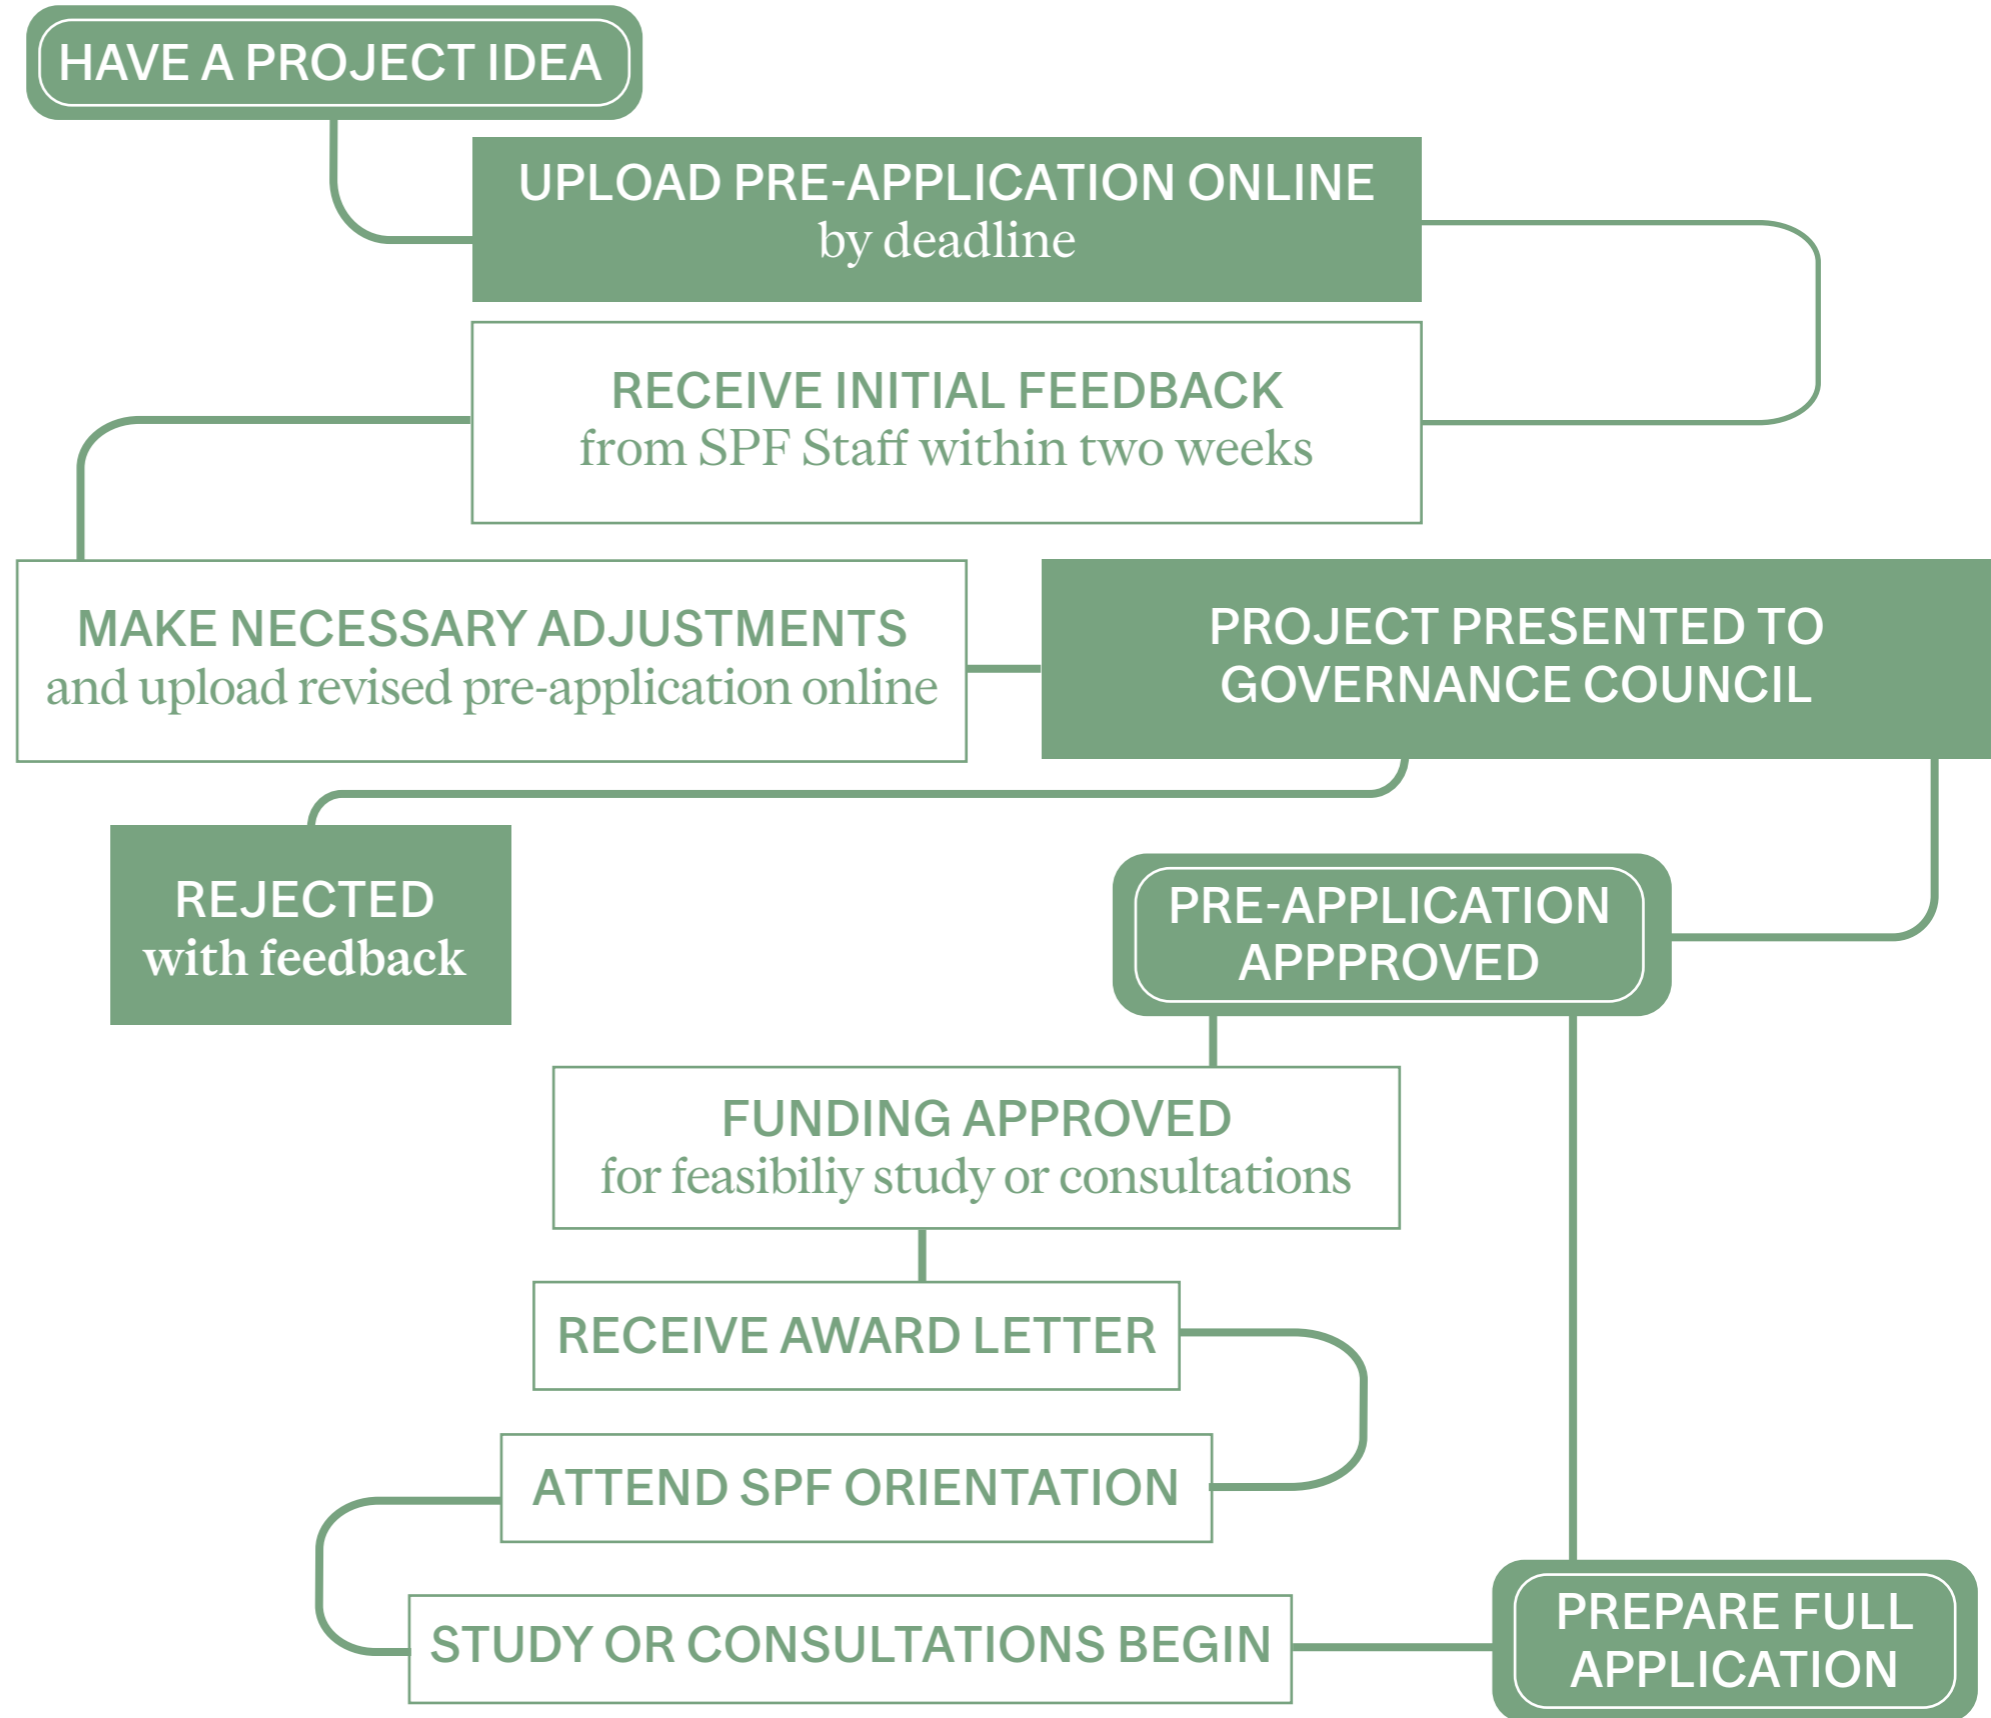 HAVE A PROJECT IDEA
UPLOAD PRE-APPLICATION ONLINE
by deadline
RECEIVE INITIAL FEEDBACK
from SPF Staff within two weeks
MAKE NECESSARY ADJUSTMENTS
and upload revised pre-application online
PROJECT PRESENTED TO
GOVERNANCE COUNCIL
REJECTED
with feedback
PRE-APPLICATION
APPPROVED
FUNDING APPROVED
for feasibiliy study or consultations
RECEIVE AWARD LETTER
ATTEND SPF ORIENTATION
STUDY OR CONSULTATIONS BEGIN
PREPARE FULL
APPLICATION